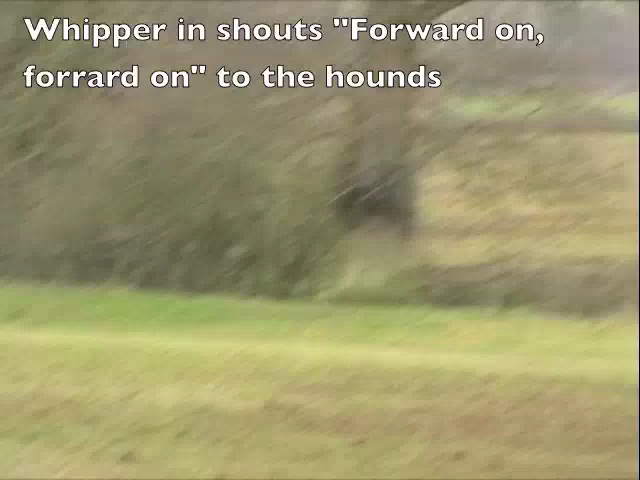 Whipper in shouts "Forward on,
forrard on" to the hounds